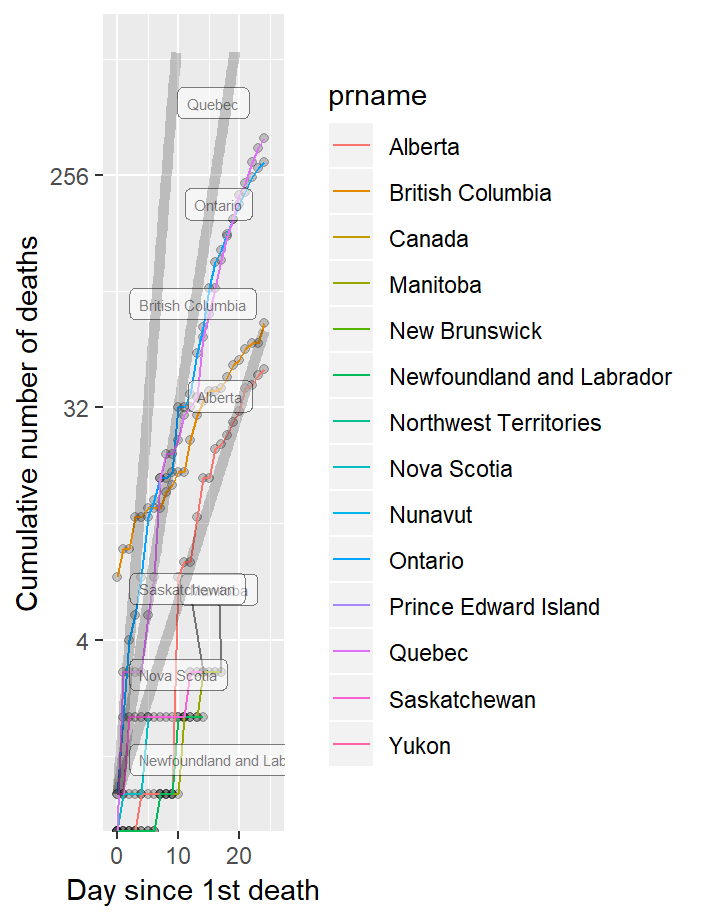 prname
Alberta
British Columbia
Canada
Manitoba
New Brunswick
Newfoundland and Labrador
Northwest Territories
Nova Scotia
Nunavut
Ontario
Prince Edward Island
Quebec
Saskatchewan
Yukon
Cumulative number of deaths
256
32
4
Quebec
Ontario
British Columbia
Alberta
Saskatchewan
Nova Scotia
Newfoundland and Lab
0 10 20
Day since 1st death